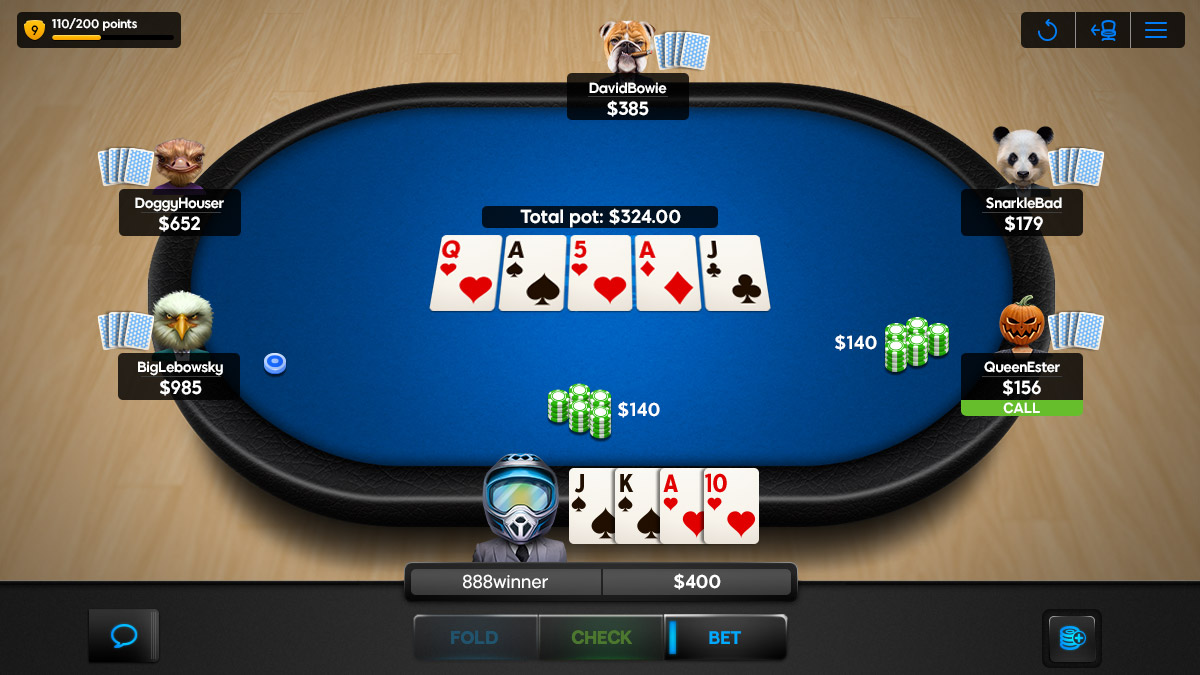 9
110/200 points
DavidBowie
$385
DoggyHouser
$652
SnarkleBad
$179
Total pot: $324.00
Q A 5 A J
BigLebowsky
$985
$140
QueenEster
$156
CALL
$140
J K A 10
888winner
$400
FOLD CHECK BET